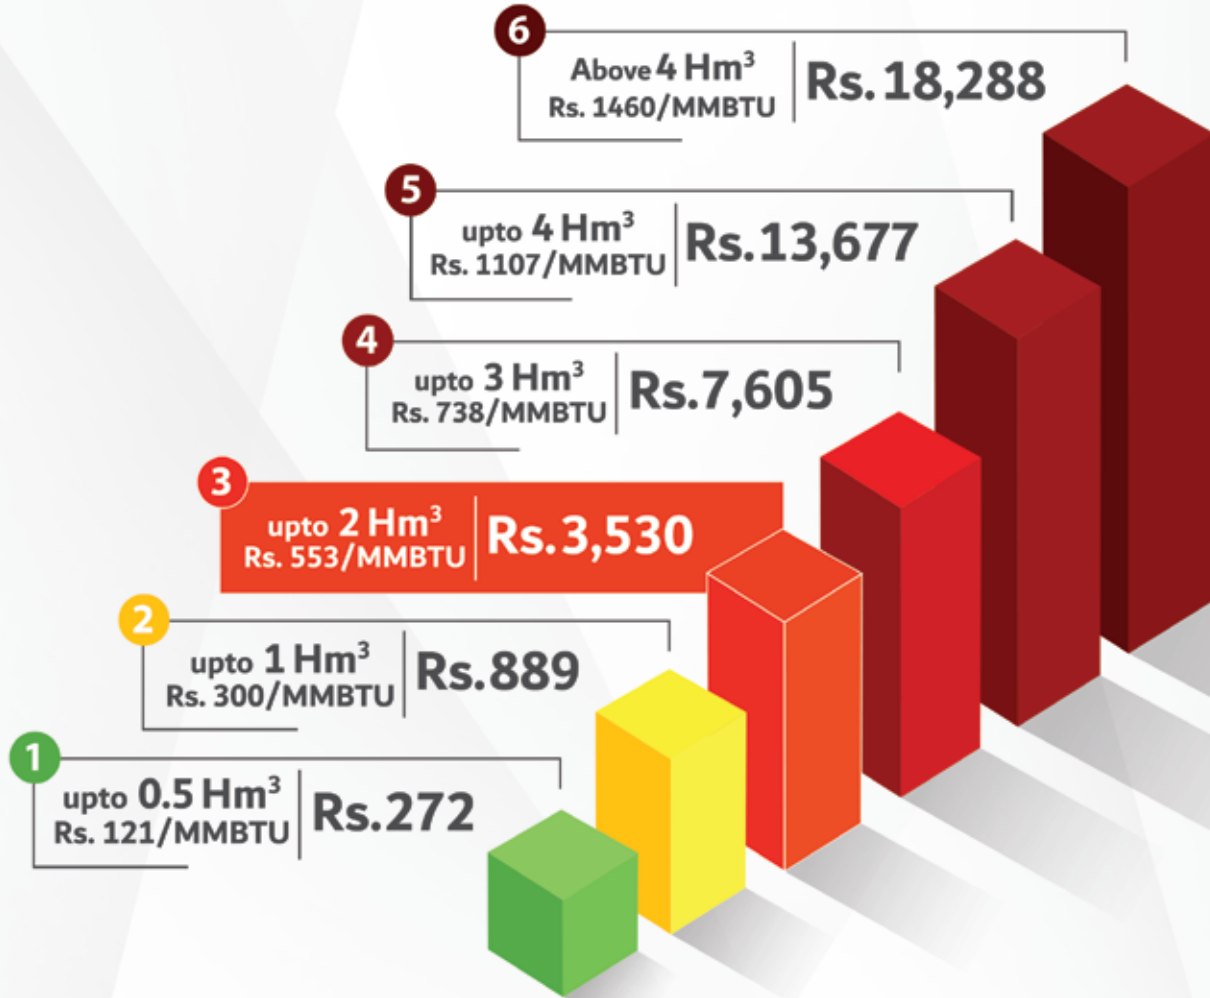 6
Above 4 Hm³
Rs. 1460/MMBTU
Rs. 18,288
5
upto 4 Hm³
Rs. 1107/MMBTU
Rs.13,677
4
upto 3 Hm³
Rs. 738/MMBTU
Rs.7,605
3
upto 2 Hm³
Rs. 553/MMBTU
Rs.3,530
2
upto 1 Hm³
Rs. 300/MMBTU
Rs.889
1
upto 0.5 Hm³
Rs. 121/MMBTU
Rs.272